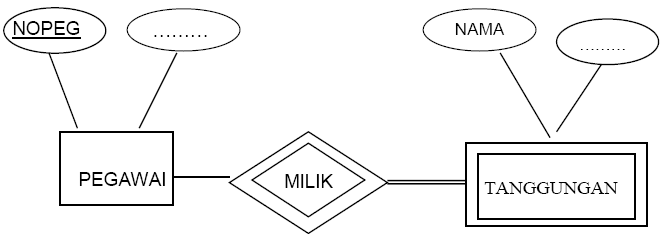 NOPEG
.........
NAMA
.........
PEGAWAI
MILIK
TANGGUNGAN